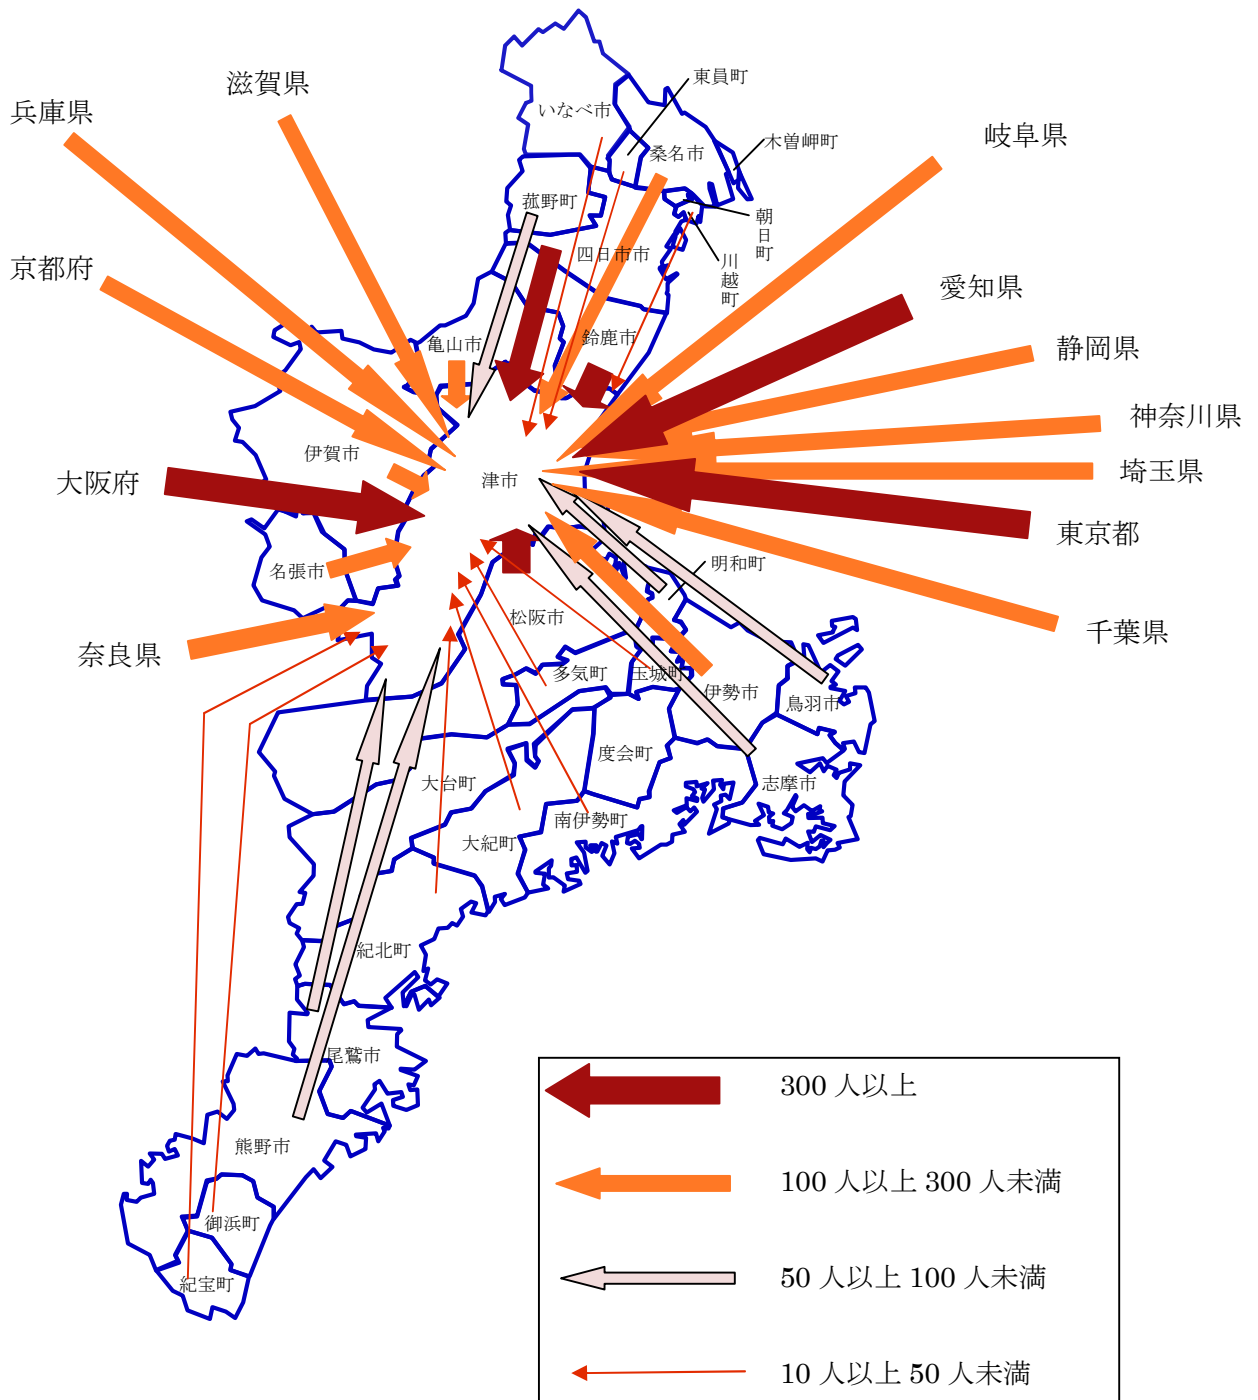 東員町
滋賀県
兵庫県
いなべ市
岐阜県
木曽岬町
桑名市
菰野町
朝日町
京都府
四日市市
川越町
愛知県
亀山市
鈴鹿市
静岡県
神奈川県
伊賀市
埼玉県
大阪府
津市
東京都
明和町
名張市
松阪市
千葉県
奈良県
多気町
玉城町
伊勢市
鳥羽市
度会町
大台町
志摩市
南伊勢町
大紀町
紀北町
尾鷲市
熊野市
御浜町
紀宝町
300 人以上
100 人以上 300 人未満
50 人以上 100 人未満
10 人以上 50 人未満